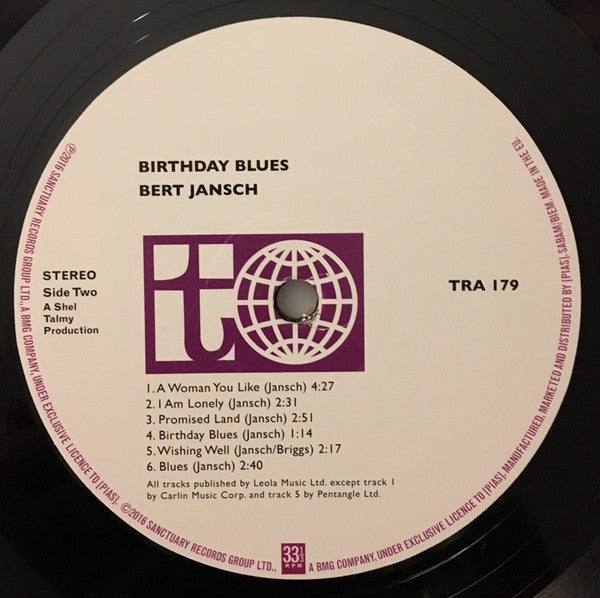 BIRTHDAY BLUES
BERT JANSCH
STEREO
Side Two
A Shel
Talmy
Production
t
TRA 179
1. A Woman You Like (Jansch) 4:27
2. I Am Lonely (Jansch) 2:31
3. Promised Land (Jansch) 2:51
4. Birthday Blues (Jansch) 1:14
5. Wishing Well (Jansch/Briggs) 2:17
6. Blues (Jansch) 2:40
All tracks published by Leola Music Ltd. except track 1
by Carlin Music Corp. and track 5 by Pentangle Ltd.
℗2016 SANCTUARY RECORDS GROUP LTD., A BMG COMPANY, UNDER EXCLUSIVE LICENCE TO [PIAS].
©2016 SANCTUARY RECORDS GROUP LTD., A BMG COMPANY, UNDER EXCLUSIVE LICENCE TO [PIAS]. MANUFACTURED, MARKETED AND DISTRIBUTED BY [PIAS]. SABAM/BIEM. MADE IN THE EU.
33 1/3
RPM